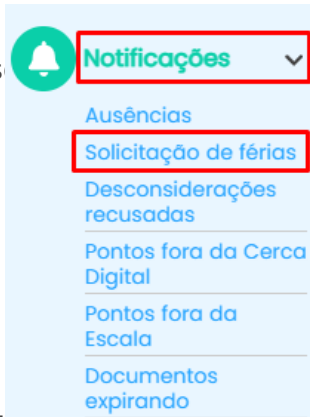 Notificações
Ausências
Solicitação de férias
Desconsiderações
recusadas
Pontos fora da Cerca
Digital
Pontos fora da
Escala
Documentos
expirando